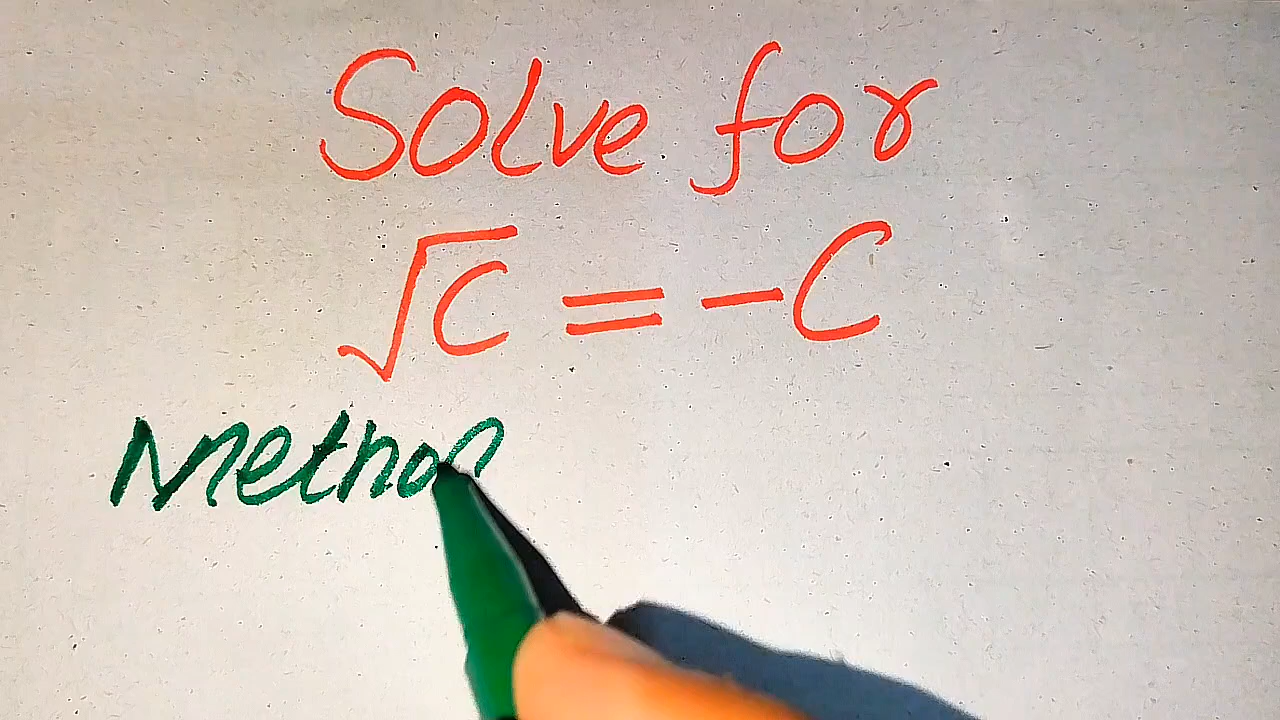 Solve for
√C = -C
Metho